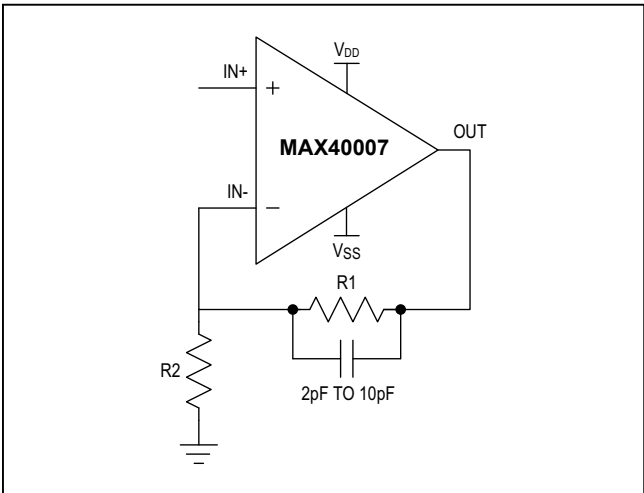 VDD
IN+
+
OUT
MAX40007
IN-
−
VSS
R1
R2
2pF TO 10pF